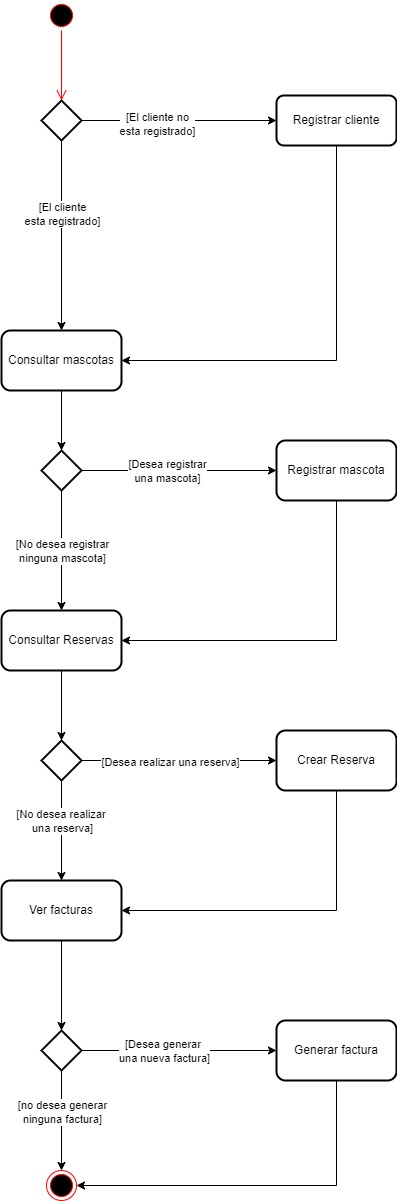 [El cliente no
esta registrado]
Registrar cliente
[El cliente
esta registrado]
Consultar mascotas
[Desea registrar
una mascota]
Registrar mascota
[No desea registrar
ninguna mascota]
Consultar Reservas
[Desea realizar una reserva]
Crear Reserva
[No desea realizar
una reserva]
Ver facturas
[Desea generar
una nueva factura]
Generar factura
[no desea generar
ninguna factura]